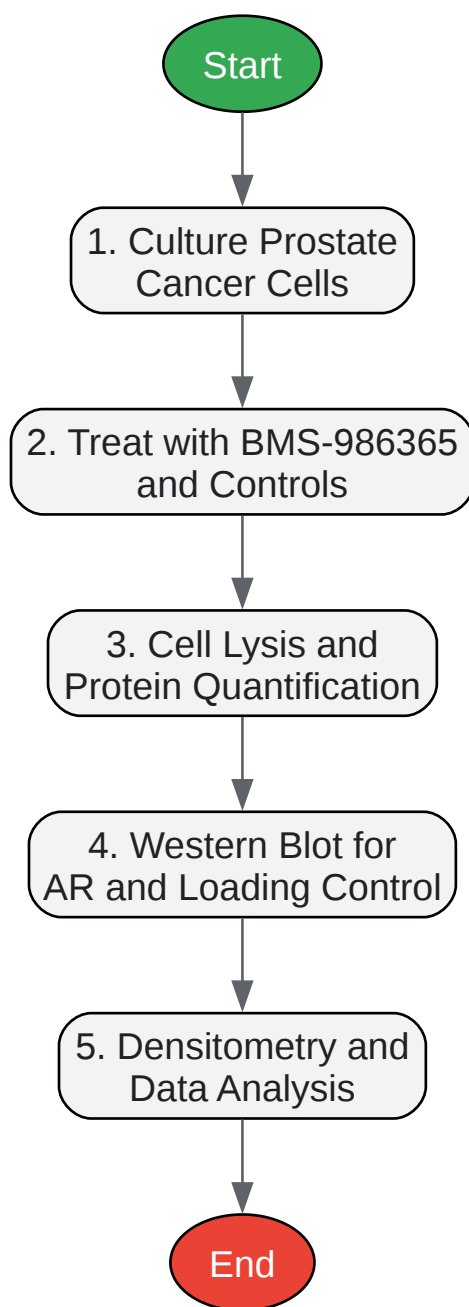 Start
1. Culture Prostate
Cancer Cells
2. Treat with BMS-986365
and Controls
3. Cell Lysis and
Protein Quantification
4. Western Blot for
AR and Loading Control
5. Densitometry and
Data Analysis
End